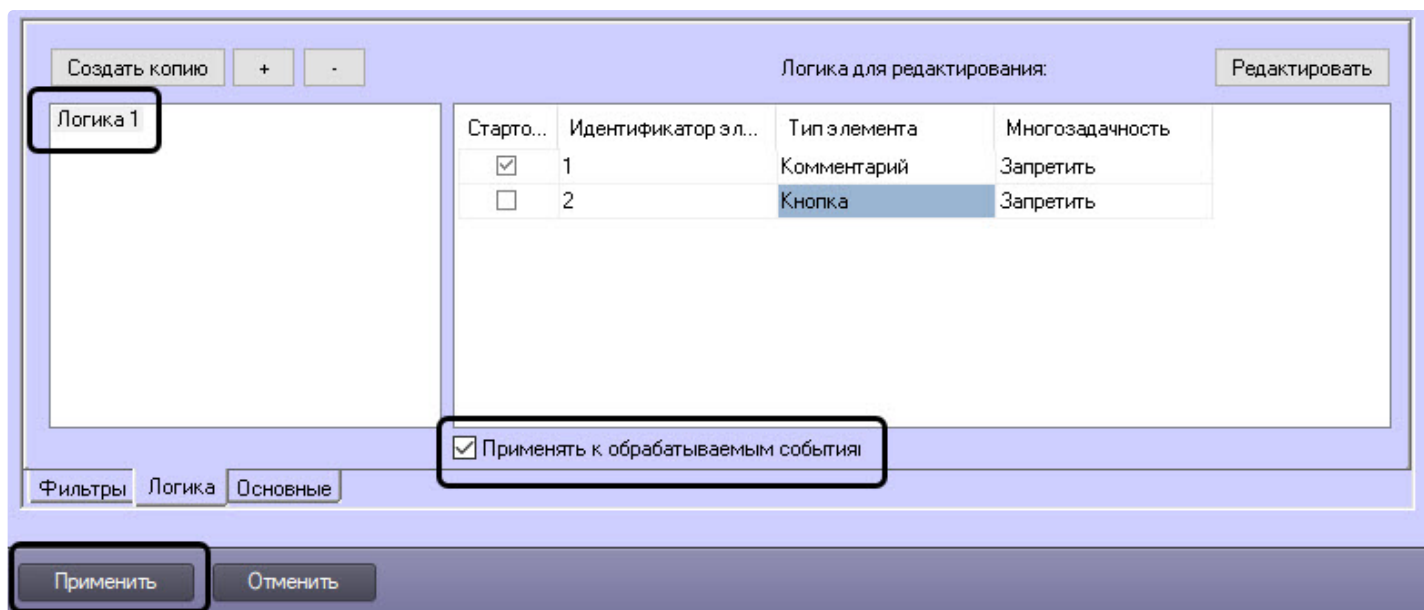 Создать копию + - Логика для редактирования: Редактировать
Логика 1
Старто... Идентификатор эл... Тип элемента Многозадачность
1 Комментарий Запретить
2 Кнопка Запретить
Применять к обрабатываемым события
Фильтры Логика Основные
Применить Отменить